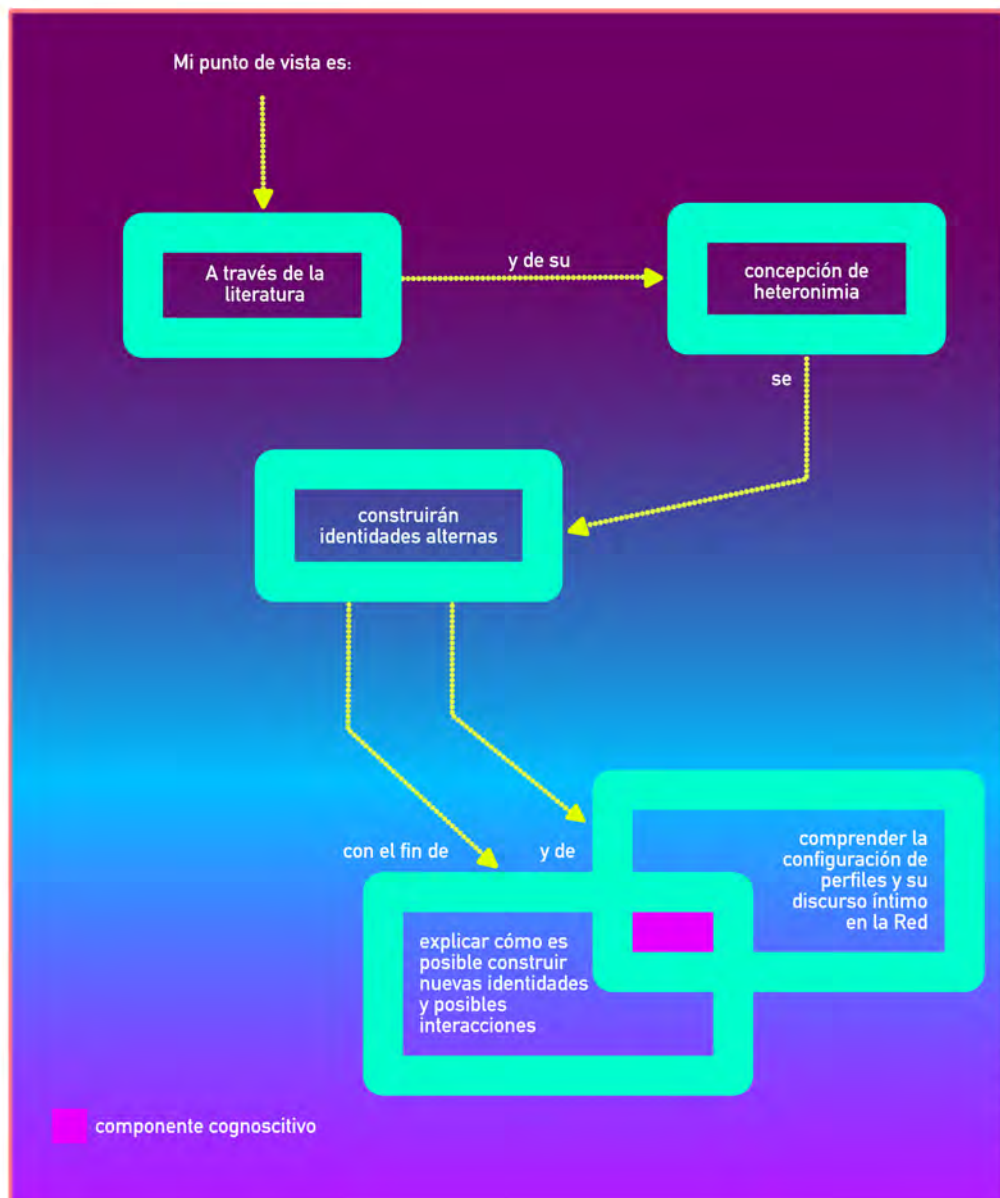 Mi punto de vista es:
A través de la
literatura
y de su
concepción de
heteronimia
se
construirán
identidades alternas
con el fin de
explicar cómo es
posible construir
nuevas identidades
y posibles
interacciones
y de
comprender la
configuración de
perfiles y su
discurso íntimo
en la Red
componente cognoscitivo